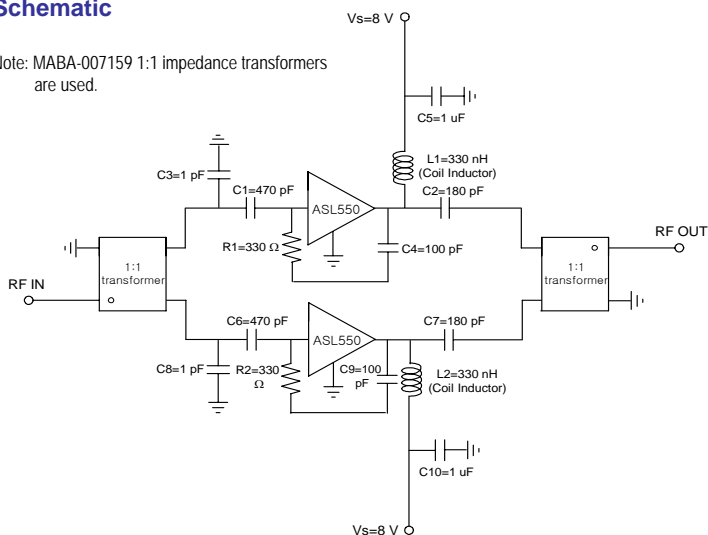 Schematic
Vs=8 V
Note: MABA-007159 1:1 impedance transformers
are used.
C5=1 uF
L1=330 nH
(Coil Inductor)
C3=1 pF
C1=470 pF
C2=180 pF
ASL550
R1=330 Ω
C4=100 pF
RF OUT
1:1
transformer
1:1
transformer
RF IN
C6=470 pF
C7=180 pF
ASL550
C8=1 pF
R2=330
Ω
C9=100
pF
L2=330 nH
(Coil Inductor)
C10=1 uF
Vs=8 V